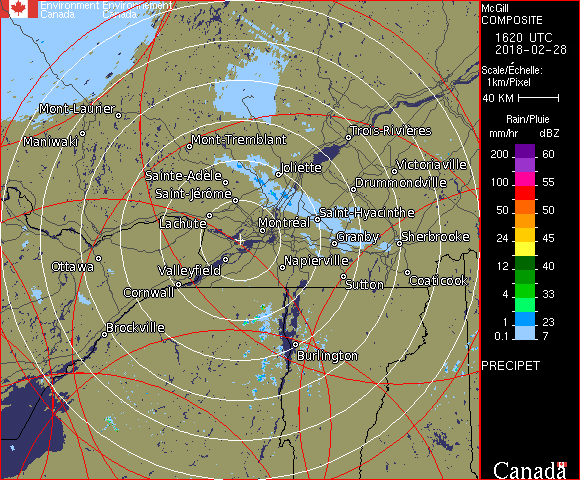 Environment Environnement
Canada Canada
McGill
COMPOSITE
1620 UTC
2018-02-28
Scale/Échelle:
1km/Pixel
40 KM
Rain/Pluie
mm/hr dBZ
200 60
100 55
50 50
24 45
12 40
4 33
1 23
0.1 7
PRECIPET
Mont-Laurier
Maniwaki
Mont-Tremblant
Trois-Rivières
Sainte-Adèle
Joliette
Victoriaville
Saint-Jérôme
Drummondville
Lachute
Montréal
Saint-Hyacinthe
Granby
Sherbrooke
Ottawa
Valleyfield
Napierville
Cornwall
Sutton
Coaticook
Brockville
Burlington
Canada